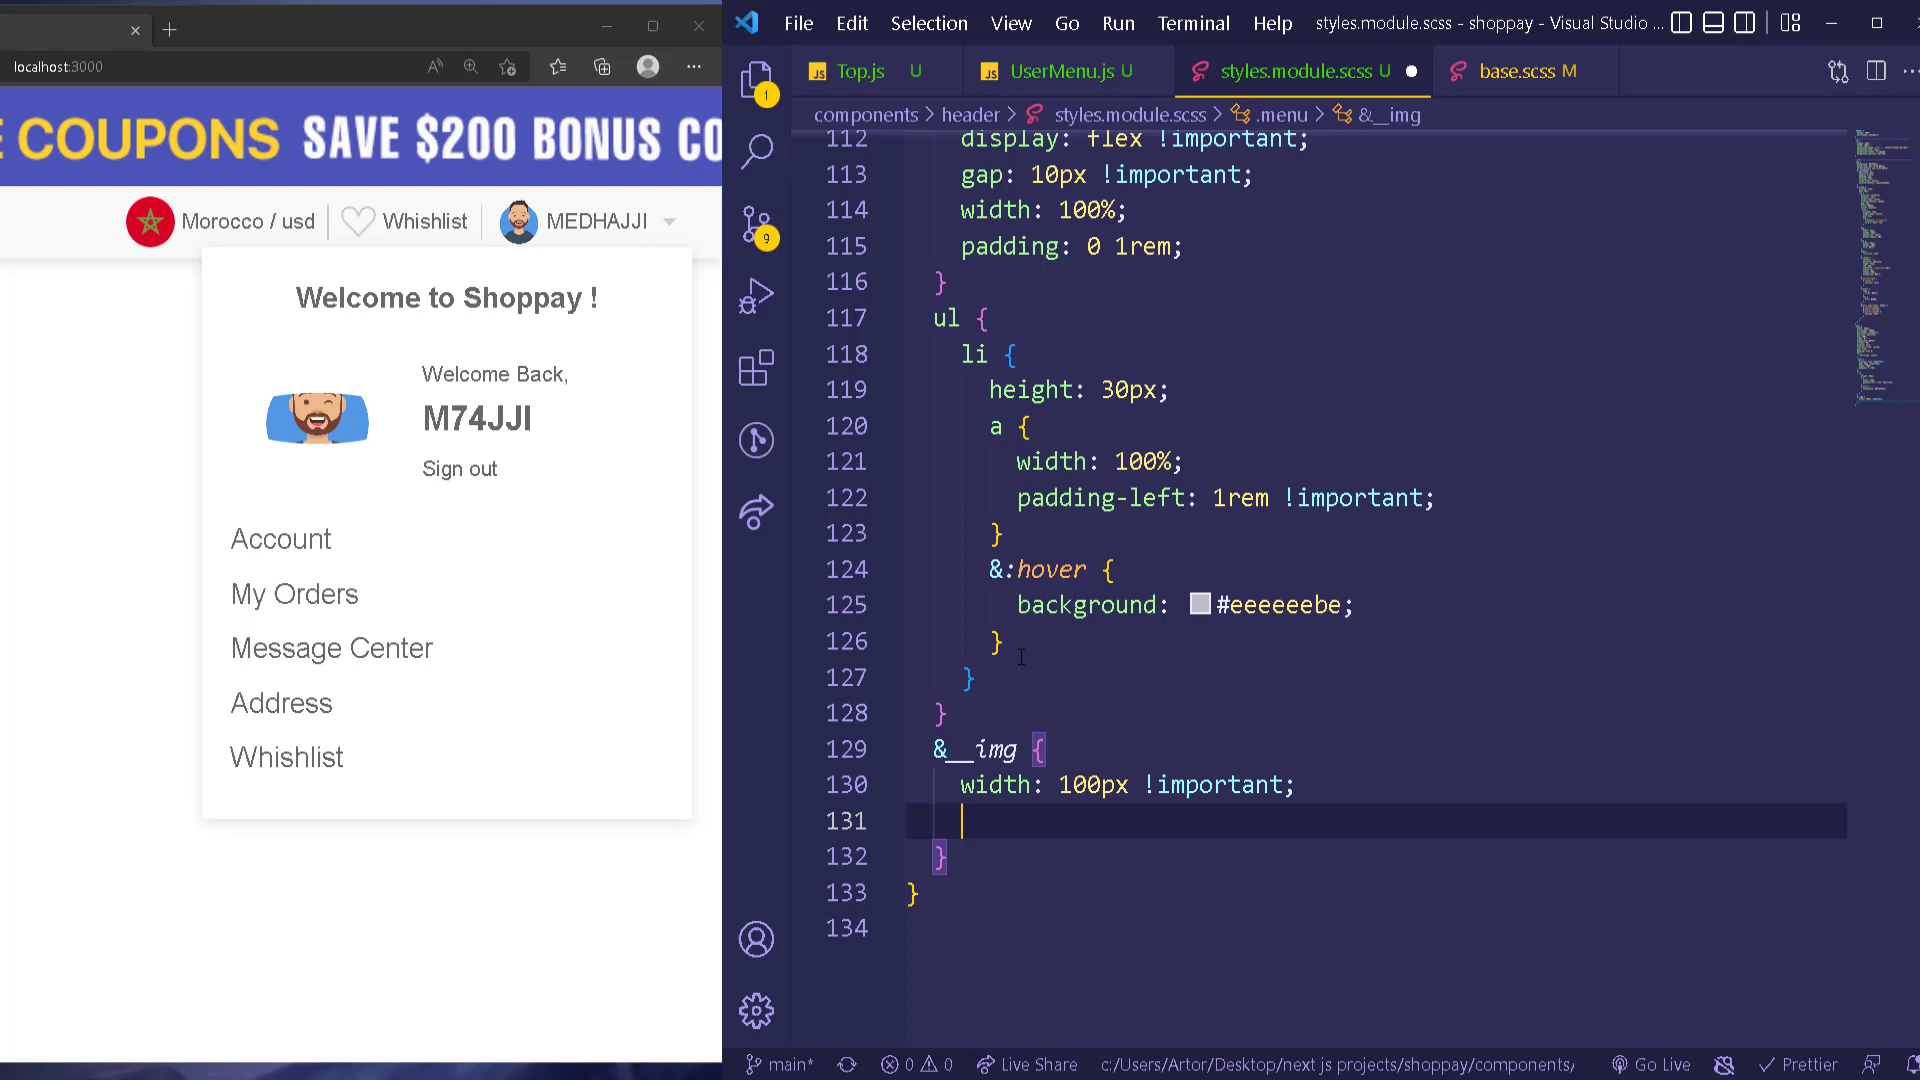 localhost:3000
COUPONS SAVE $200 BONUS CO
Morocco / usd
Whishlist
MEDHAJJI
Welcome to Shoppay !
Welcome Back,
M74JJI
Sign out
Account
My Orders
Message Center
Address
Whishlist
File Edit Selection View Go Run Terminal Help styles.module.scss - shoppay - Visual Studio ...
JS Top.js U
JS UserMenu.js U
styles.module.scss U
base.scss M
components > header > styles.module.scss > .menu > &__img
1
9
112 display: flex !important;
113 gap: 10px !important;
114 width: 100%;
115 padding: 0 1rem;
116 }
117 ul {
118 li {
119 height: 30px;
120 a {
121 width: 100%;
122 padding-left: 1rem !important;
123 }
124 &:hover {
125 background: #eeeeeebe;
126 }
127 }
128 }
129 &__img {
130 width: 100px !important;
131
132 }
133 }
134
main* 0 0 Live Share c:/Users/Artor/Desktop/next js projects/shoppay/components/ Go Live Prettier